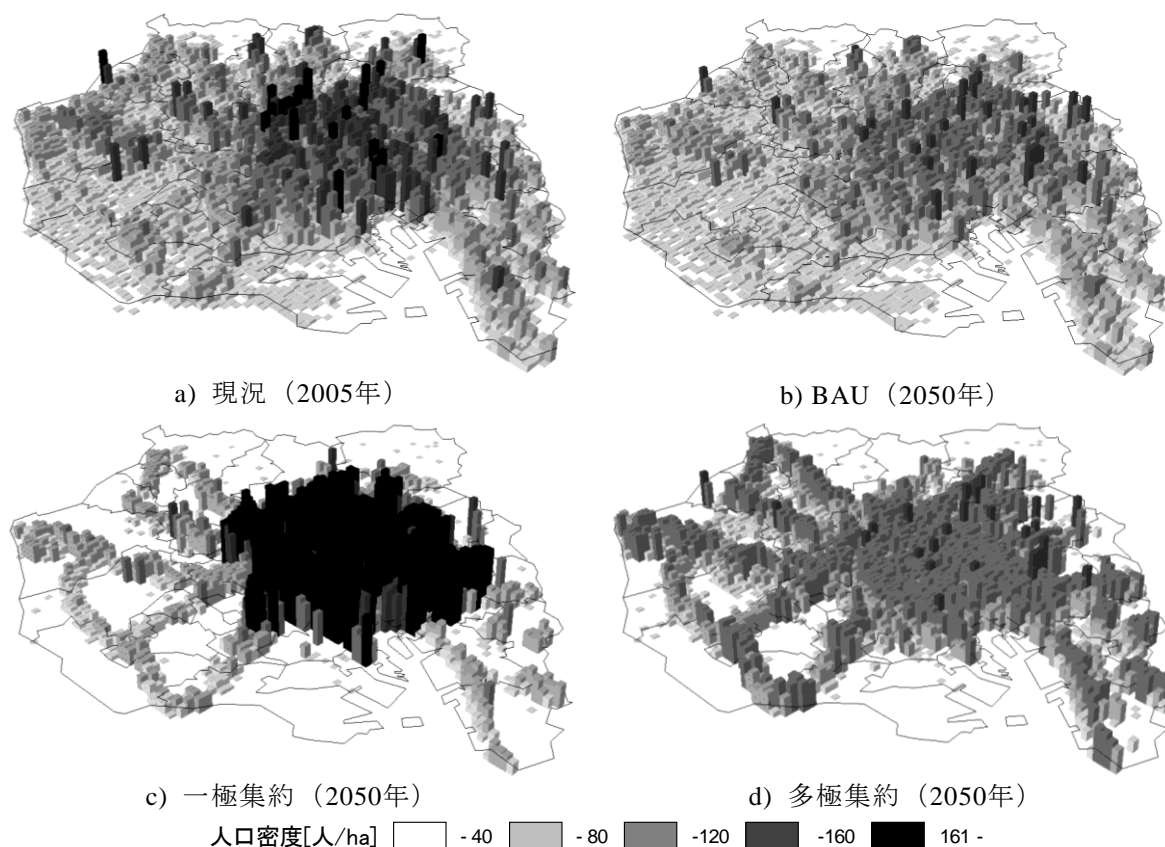 a) 現況（2005年）
b) BAU（2050年）
c) 一極集約（2050年）
d) 多極集約（2050年）
人口密度[人/ha] - 40 - 80 -120 -160 161 -